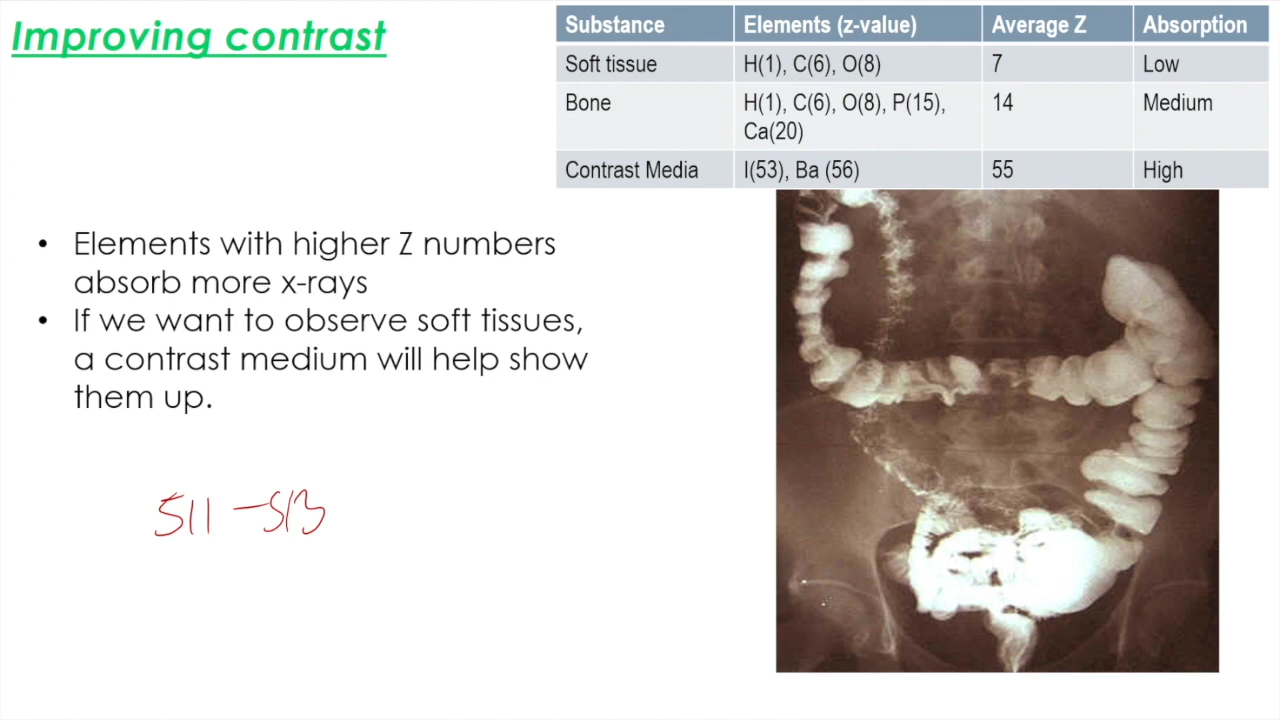 Improving contrast
Substance Elements (z-value) Average Z Absorption
Soft tissue H(1), C(6), O(8) 7 Low
Bone H(1), C(6), O(8), P(15), 14 Medium
Ca(20)
Contrast Media I(53), Ba (56) 55 High
• Elements with higher Z numbers
absorb more x-rays
• If we want to observe soft tissues,
a contrast medium will help show
them up.
511 - 513